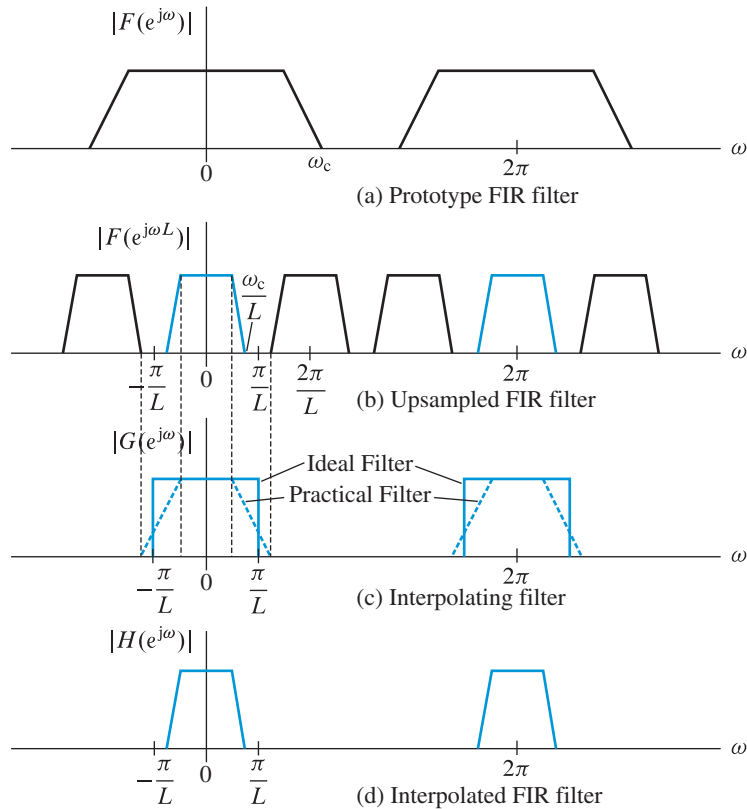 |F(e^{jω})|
ω_c
ω
0
2π
(a) Prototype FIR filter
|F(e^{jωL})|
ω_c/L
ω
−π/L
0
π/L
2π/L
2π
(b) Upsampled FIR filter
|G(e^{jω})|
Ideal Filter
Practical Filter
ω
−π/L
0
π/L
2π
(c) Interpolating filter
|H(e^{jω})|
ω
−π/L
0
π/L
2π
(d) Interpolated FIR filter